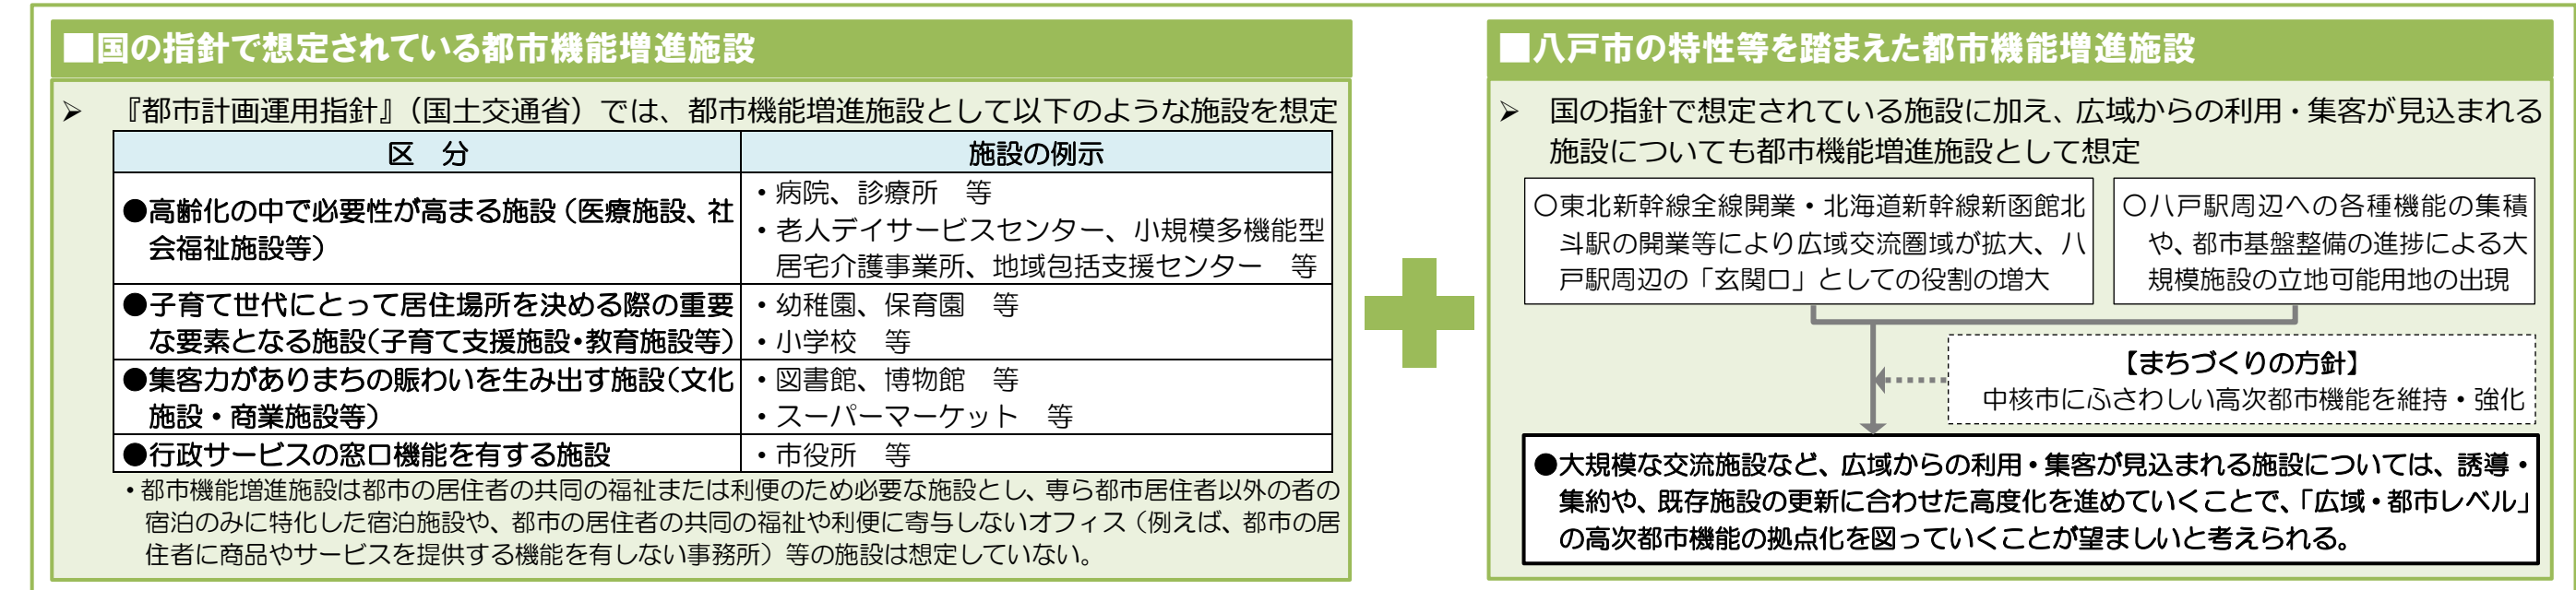 ■国の指針で想定されている都市機能増進施設
➢ 『都市計画運用指針』（国土交通省）では、都市機能増進施設として以下のような施設を想定
区　分
施設の例示
●高齢化の中で必要性が高まる施設（医療施設、社
会福祉施設等）
・病院、診療所　等
・老人デイサービスセンター、小規模多機能型
居宅介護事業所、地域包括支援センター　等
●子育て世代にとって居住場所を決める際の重要
な要素となる施設（子育て支援施設・教育施設等）
・幼稚園、保育園　等
・小学校　等
●集客力がありまちの賑わいを生み出す施設（文化
施設・商業施設等）
・図書館、博物館　等
・スーパーマーケット　等
●行政サービスの窓口機能を有する施設
・市役所　等
・都市機能増進施設は都市の居住者の共同の福祉または利便のため必要な施設とし、専ら都市居住者以外の者の
宿泊のみに特化した宿泊施設や、都市の居住者の共同の福祉や利便に寄与しないオフィス（例えば、都市の居
住者に商品やサービスを提供する機能を有しない事務所）等の施設は想定していない。
■八戸市の特性等を踏まえた都市機能増進施設
➢ 国の指針で想定されている施設に加え、広域からの利用・集客が見込まれる
施設についても都市機能増進施設として想定
○東北新幹線全線開業・北海道新幹線新函館北
斗駅の開業等により広域交流圏域が拡大、八
戸駅周辺の「玄関口」としての役割の増大
○八戸駅周辺への各種機能の集積
や、都市基盤整備の進捗による大
規模施設の立地可能用地の出現
【まちづくりの方針】
中核市にふさわしい高次都市機能を維持・強化
●大規模な交流施設など、広域からの利用・集客が見込まれる施設については、誘導・
集約や、既存施設の更新に合わせた高度化を進めていくことで、「広域・都市レベル」
の高次都市機能の拠点化を図っていくことが望ましいと考えられる。